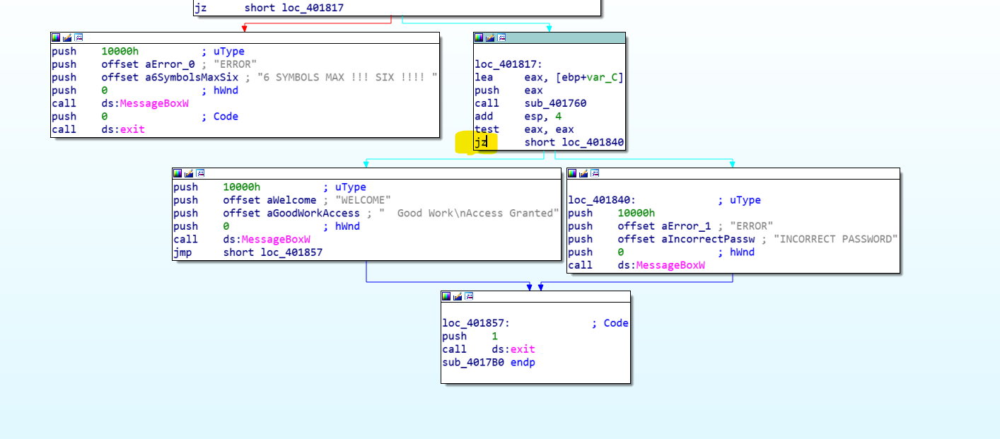 jz      short loc_401817
push    10000h          ; uType
push    offset aError_0 ; "ERROR"
push    offset a6SymbolsMaxSix ; "6 SYMBOLS MAX !!! SIX !!!! "
push    0               ; hWnd
call    ds:MessageBoxW
push    0               ; Code
call    ds:exit
loc_401817:
lea     eax, [ebp+var_C]
push    eax
call    sub_401760
add     esp, 4
test    eax, eax
jz      short loc_401840
push    10000h          ; uType
push    offset aWelcome ; "WELCOME"
push    offset aGoodWorkAccess ; "  Good Work\nAccess Granted"
push    0               ; hWnd
call    ds:MessageBoxW
jmp     short loc_401857
loc_401840:             ; uType
push    10000h
push    offset aError_1 ; "ERROR"
push    offset aIncorrectPassw ; "INCORRECT PASSWORD"
push    0               ; hWnd
call    ds:MessageBoxW
loc_401857:             ; Code
push    1
call    ds:exit
sub_4017B0 endp